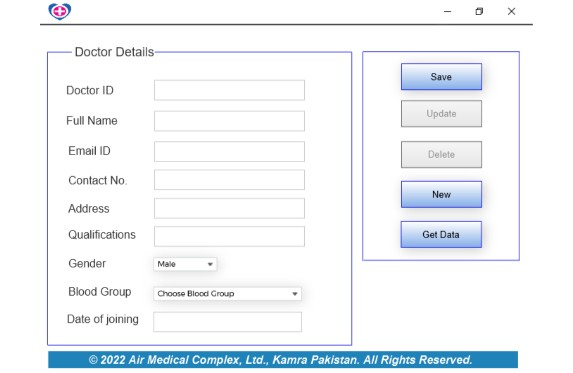 Doctor Details
Doctor ID
Full Name
Email ID
Contact No.
Address
Qualifications
Gender
Male
Blood Group
Choose Blood Group
Date of joining
Save
Update
Delete
New
Get Data
© 2022 Air Medical Complex, Ltd., Kamra Pakistan. All Rights Reserved.